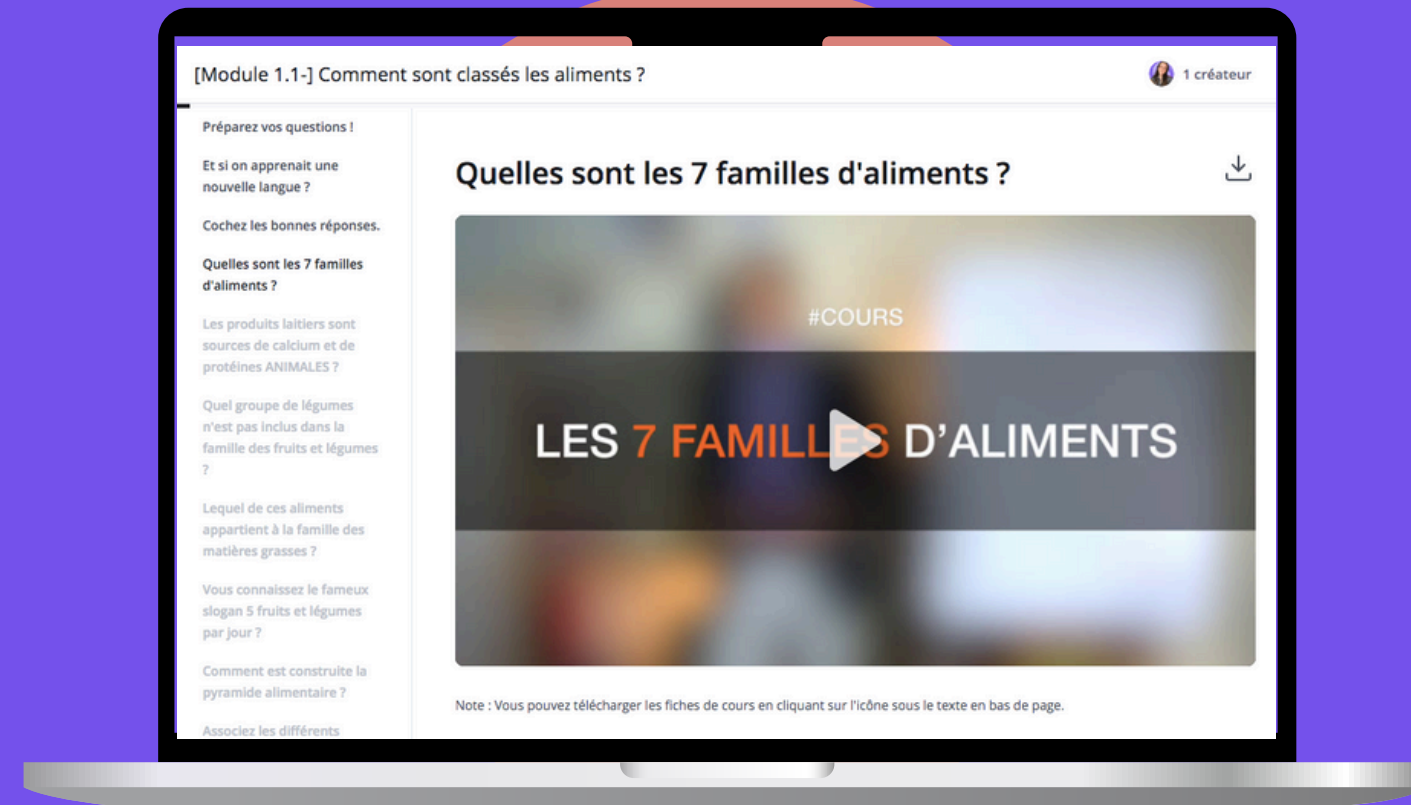 [Module 1.1-] Comment sont classés les aliments ?
1 créateur
Préparez vos questions !
Et si on apprenait une
nouvelle langue ?
Cochez les bonnes réponses.
Quelles sont les 7 familles
d'aliments ?
Les produits laitiers sont
sources de calcium et de
protéines ANIMALES ?
Quel groupe de légumes
n'est pas inclus dans la
famille des fruits et légumes
?
Lequel de ces aliments
appartient à la famille des
matières grasses ?
Vous connaissez le fameux
slogan 5 fruits et légumes
par jour ?
Comment est construite la
pyramide alimentaire ?
Associez les différents
Quelles sont les 7 familles d'aliments ?
#COURS
LES 7 FAMILLES D’ALIMENTS
Note : Vous pouvez télécharger les fiches de cours en cliquant sur l'icône sous le texte en bas de page.